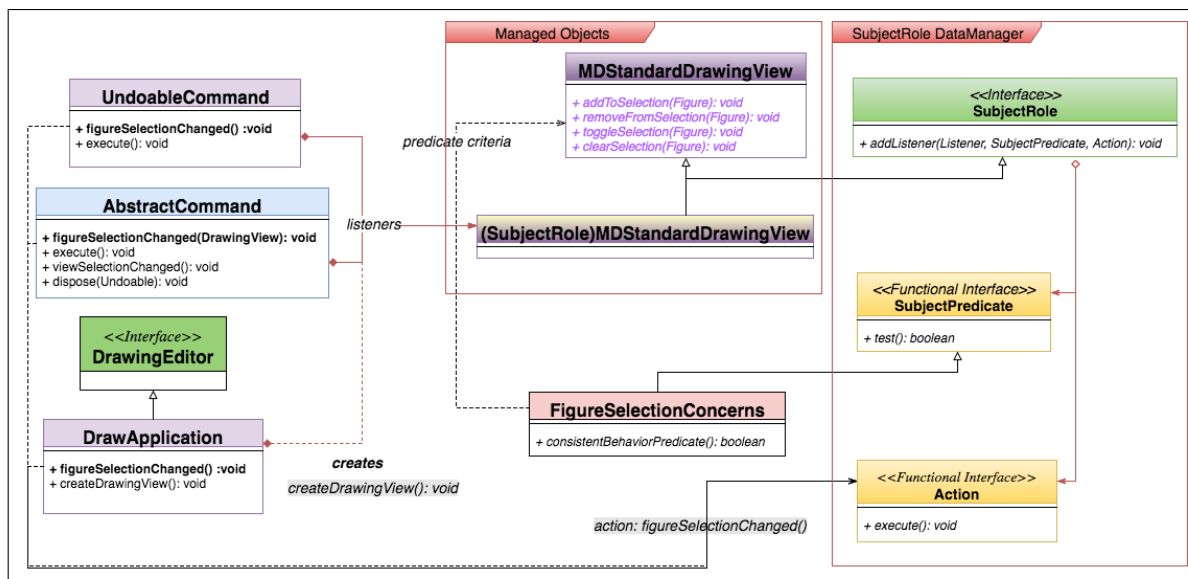 Managed Objects
SubjectRole DataManager
MDStandardDrawingView
+ addToSelection(Figure): void
+ removeFromSelection(Figure): void
+ toggleSelection(Figure): void
+ clearSelection(Figure): void
<<Interface>>
SubjectRole
+ addListener(Listener, SubjectPredicate, Action): void
UndoableCommand
+ figureSelectionChanged() :void
+ execute(): void
predicate criteria
AbstractCommand
+ figureSelectionChanged(DrawingView): void
+ execute(): void
+ viewSelectionChanged(): void
+ dispose(Undoable): void
listeners
(SubjectRole)MDStandardDrawingView
<<Functional Interface>>
SubjectPredicate
+ test(): boolean
<<Interface>>
DrawingEditor
FigureSelectionConcerns
+ consistentBehaviorPredicate(): boolean
DrawApplication
+ figureSelectionChanged() :void
+ createDrawingView(): void
creates
createDrawingView(): void
<<Functional Interface>>
Action
+ execute(): void
action: figureSelectionChanged()